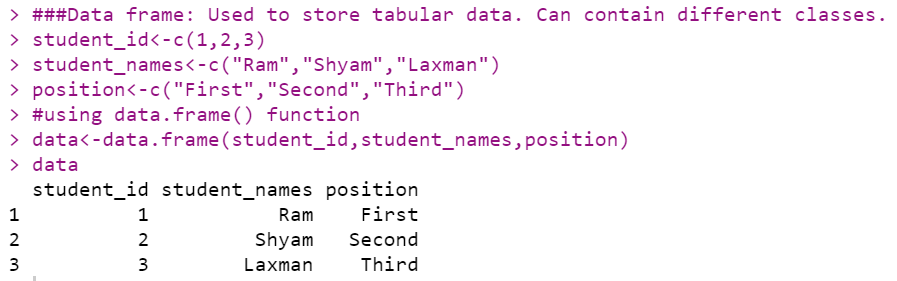 > ###Data frame: Used to store tabular data. Can contain different classes.
> student_id<-c(1,2,3)
> student_names<-c("Ram","Shyam","Laxman")
> position<-c("First","Second","Third")
> #using data.frame() function
> data<-data.frame(student_id,student_names,position)
> data
  student_id student_names position
1          1           Ram    First
2          2         Shyam   Second
3          3        Laxman    Third